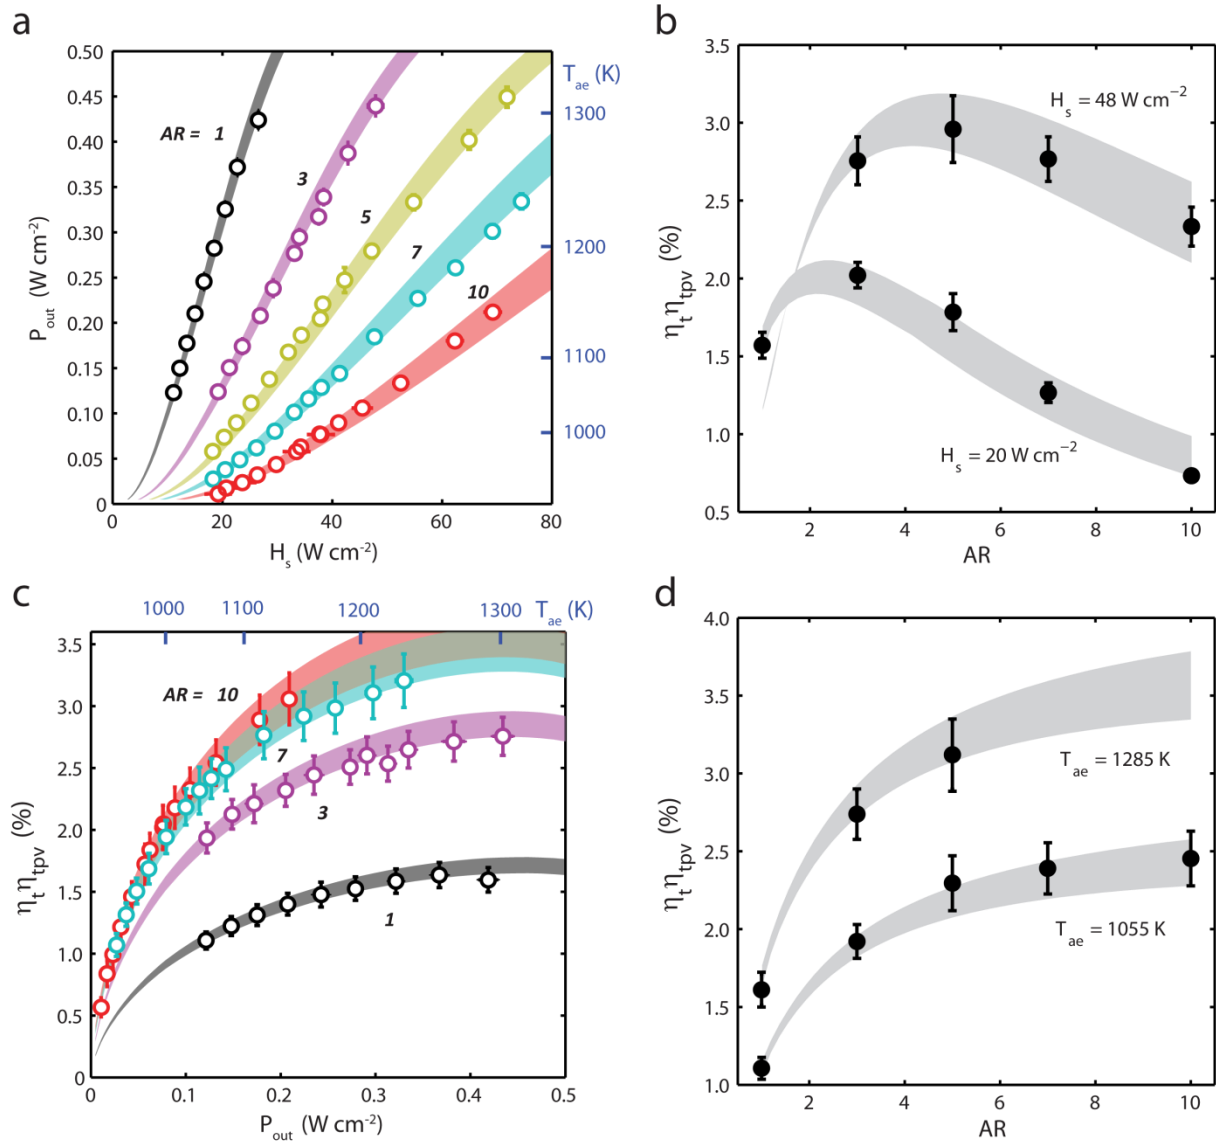 a
0.50
0.45
0.40
0.35
0.30
0.25
0.20
0.15
0.10
0.05
0
P_out (W cm⁻²)
0 20 40 60 80
H_s (W cm⁻²)
T_ae (K)
1300
1200
1100
1000
AR = 1
3
5
7
10
b
3.5
3.0
2.5
2.0
1.5
1.0
0.5
η_t η_tpv (%)
2 4 6 8 10
AR
H_s = 48 W cm⁻²
H_s = 20 W cm⁻²
c
1000 1100 1200 1300 T_ae (K)
3.5
3.0
2.5
2.0
1.5
1.0
0.5
0
η_t η_tpv (%)
0 0.1 0.2 0.3 0.4 0.5
P_out (W cm⁻²)
AR = 10
7
3
1
d
4.0
3.5
3.0
2.5
2.0
1.5
1.0
η_t η_tpv (%)
2 4 6 8 10
AR
T_ae = 1285 K
T_ae = 1055 K